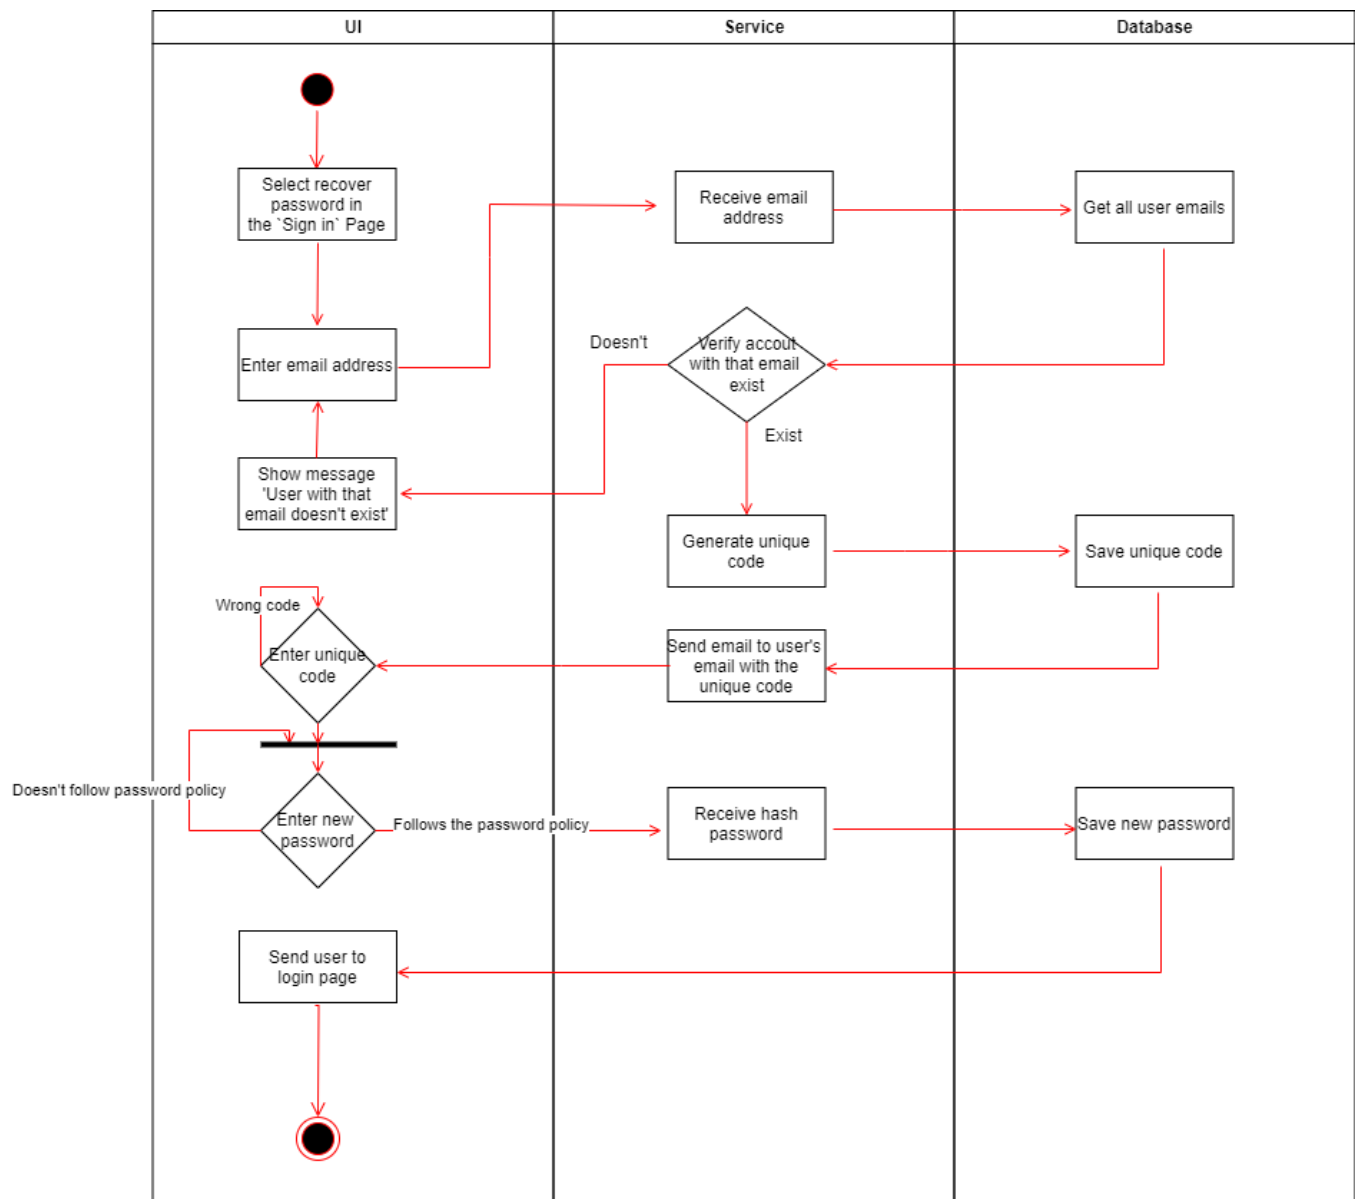 UI
Service
Database
Select recover
password in
the `Sign in` Page
Receive email
address
Get all user emails
Enter email address
Doesn't
Verify accout
with that email
exist
Exist
Show message
'User with that
email doesn't exist'
Generate unique
code
Save unique code
Wrong code
Enter unique
code
Send email to user's
email with the
unique code
Doesn't follow password policy
Enter new
password
Follows the password policy
Receive hash
password
Save new password
Send user to
login page